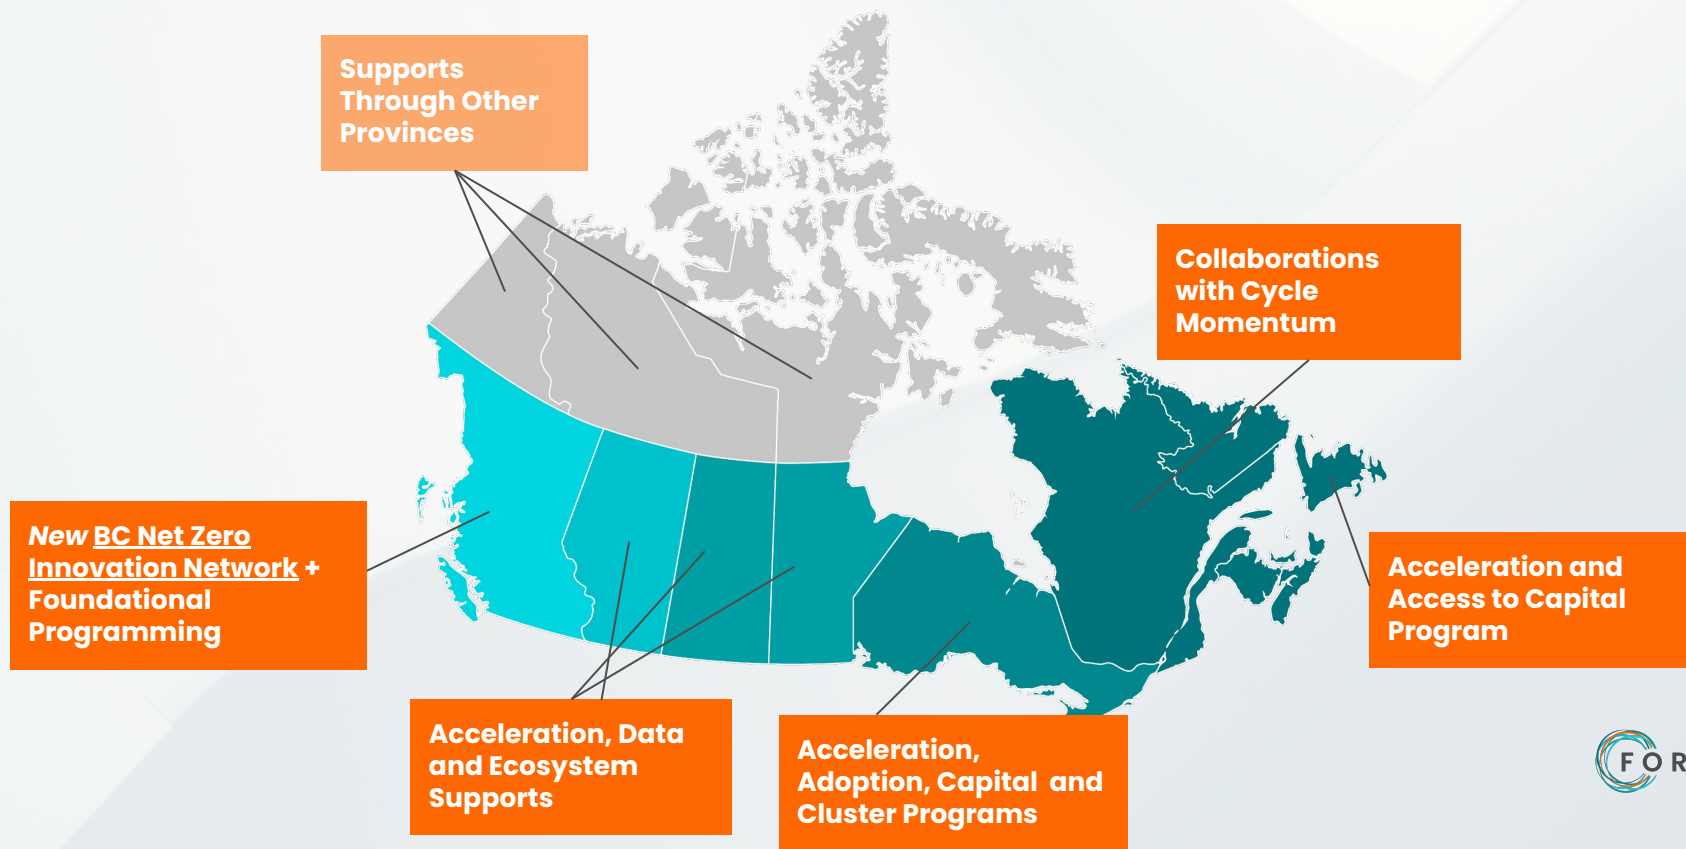 Supports
Through Other
Provinces
Collaborations
with Cycle
Momentum
New BC Net Zero
Innovation Network +
Foundational
Programming
Acceleration and
Access to Capital
Program
Acceleration, Data
and Ecosystem
Supports
Acceleration,
Adoption, Capital and
Cluster Programs
FOR